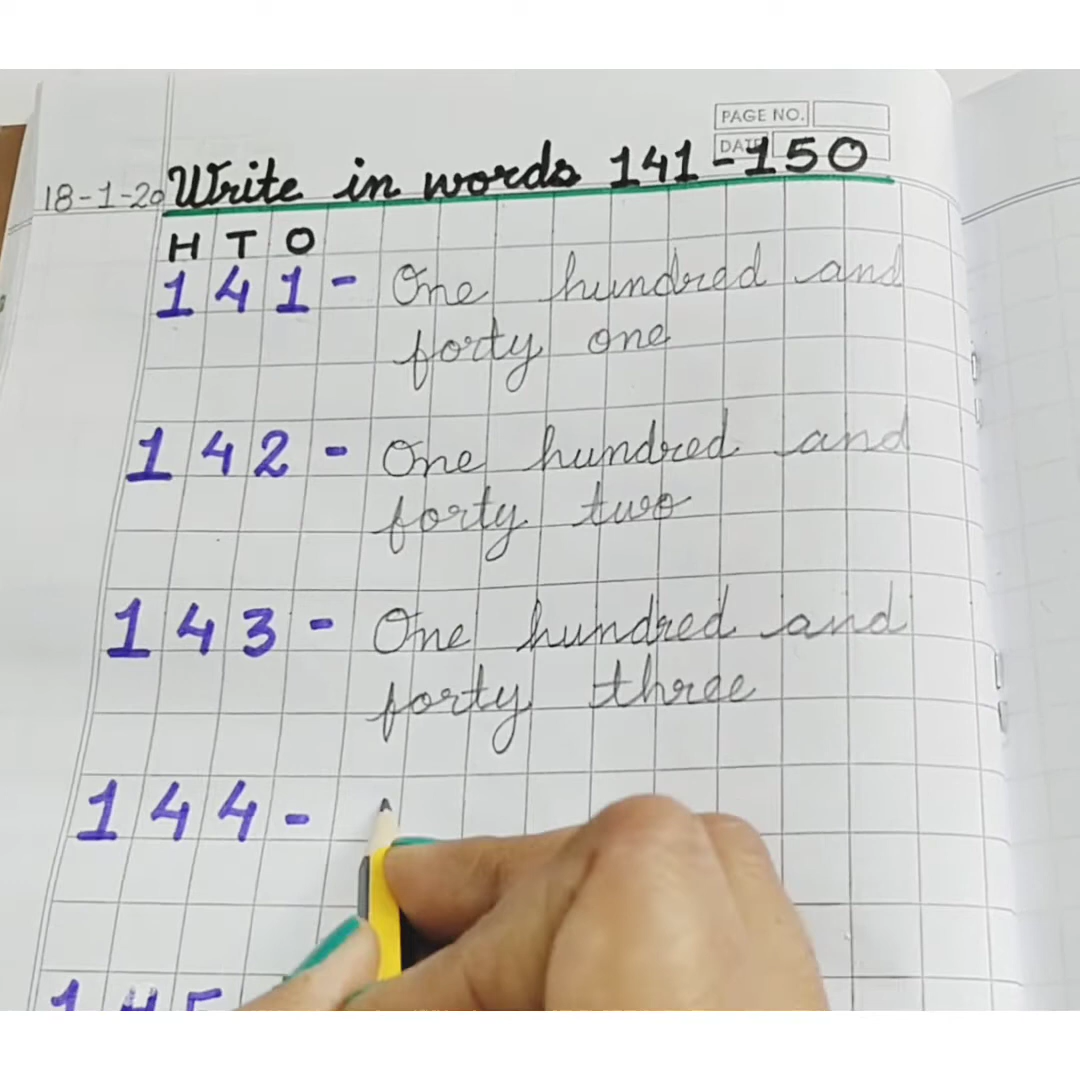 PAGE NO.
DATE
18-1-20 Write in words 141-150
H T O
141 - One hundred and
forty one
142 - One hundred and
forty two
143 - One hundred and
forty three
144 -
145